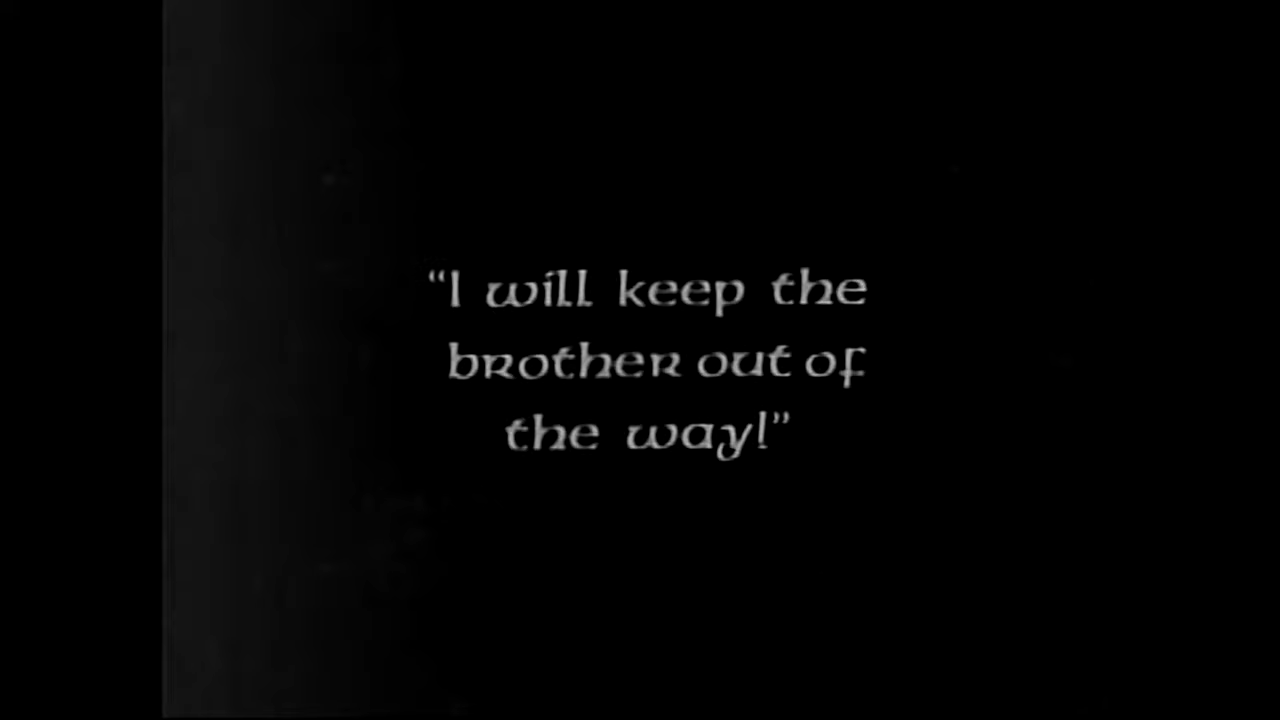 “I will keep the
brother out of
the way!”